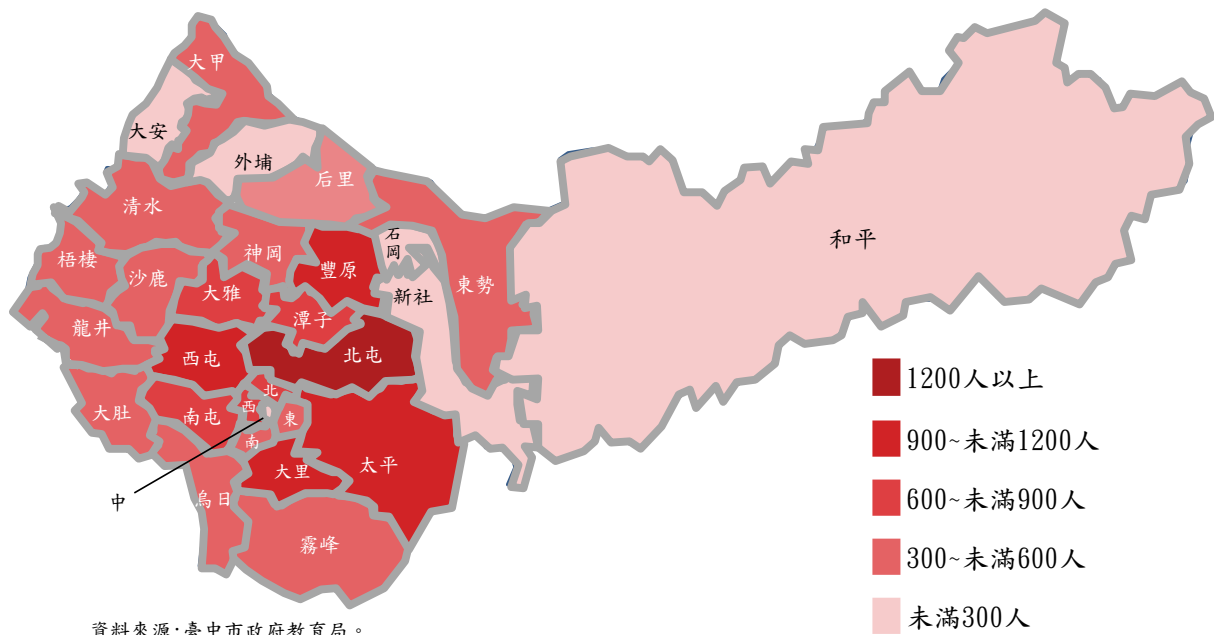 大甲
大安
外埔
后里
清水
石岡
和平
神岡
梧棲
豐原
沙鹿
東勢
大雅
新社
潭子
龍井
西屯
北屯
1200人以上
北
西
大肚
南屯
東
南
900~未滿1200人
大里
太平
中
烏日
600~未滿900人
霧峰
300~未滿600人
未滿300人
資料來源:臺中市政府教育局。